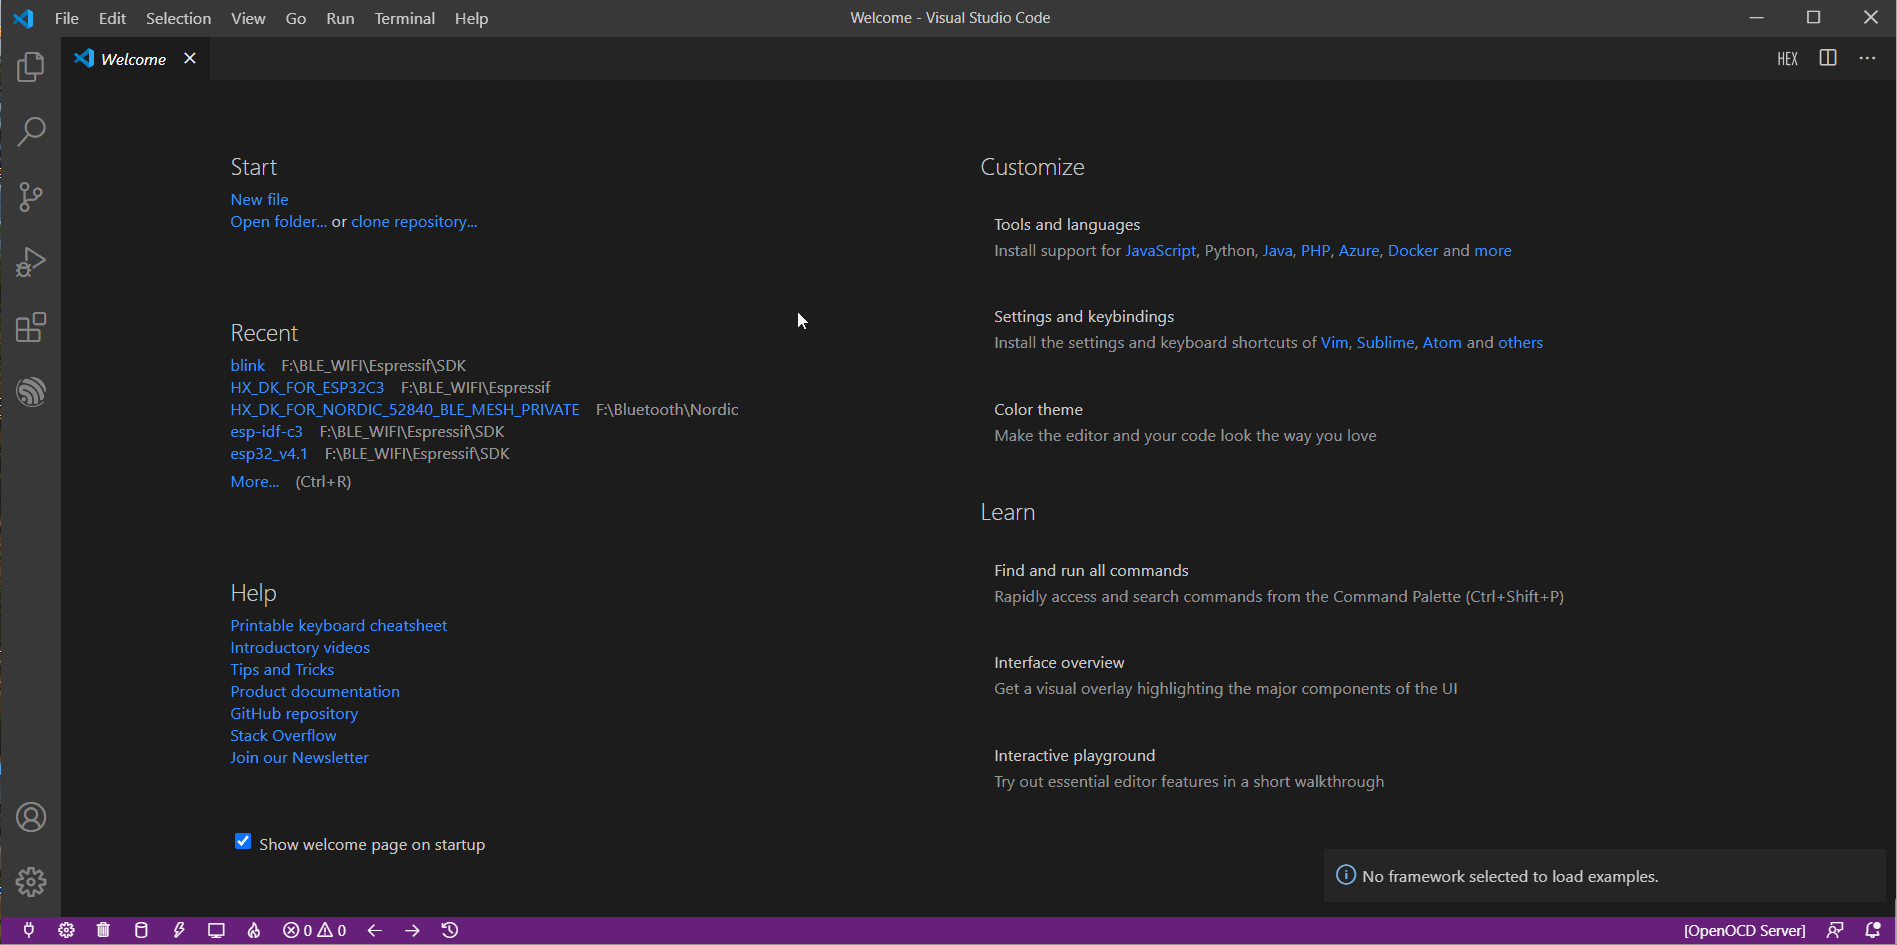 File Edit Selection View Go Run Terminal Help
Welcome - Visual Studio Code
Welcome
HEX
Start
New file
Open folder... or clone repository...
Recent
blink F:\BLE_WIFI\Espressif\SDK
HX_DK_FOR_ESP32C3 F:\BLE_WIFI\Espressif
HX_DK_FOR_NORDIC_52840_BLE_MESH_PRIVATE F:\Bluetooth\Nordic
esp-idf-c3 F:\BLE_WIFI\Espressif\SDK
esp32_v4.1 F:\BLE_WIFI\Espressif\SDK
More... (Ctrl+R)
Help
Printable keyboard cheatsheet
Introductory videos
Tips and Tricks
Product documentation
GitHub repository
Stack Overflow
Join our Newsletter
Show welcome page on startup
Customize
Tools and languages
Install support for JavaScript, Python, Java, PHP, Azure, Docker and more
Settings and keybindings
Install the settings and keyboard shortcuts of Vim, Sublime, Atom and others
Color theme
Make the editor and your code look the way you love
Learn
Find and run all commands
Rapidly access and search commands from the Command Palette (Ctrl+Shift+P)
Interface overview
Get a visual overlay highlighting the major components of the UI
Interactive playground
Try out essential editor features in a short walkthrough
No framework selected to load examples.
0 0
[OpenOCD Server]